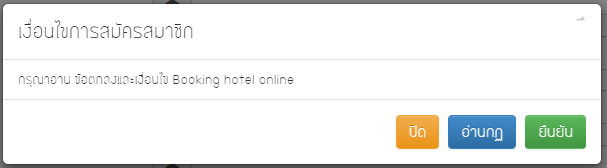 เงื่อนไขการสมัครสมาชิก
กรุณาอ่าน ข้อตกลงและเงื่อนไข Booking hotel online
ปิด อ่านกฏ ยืนยัน